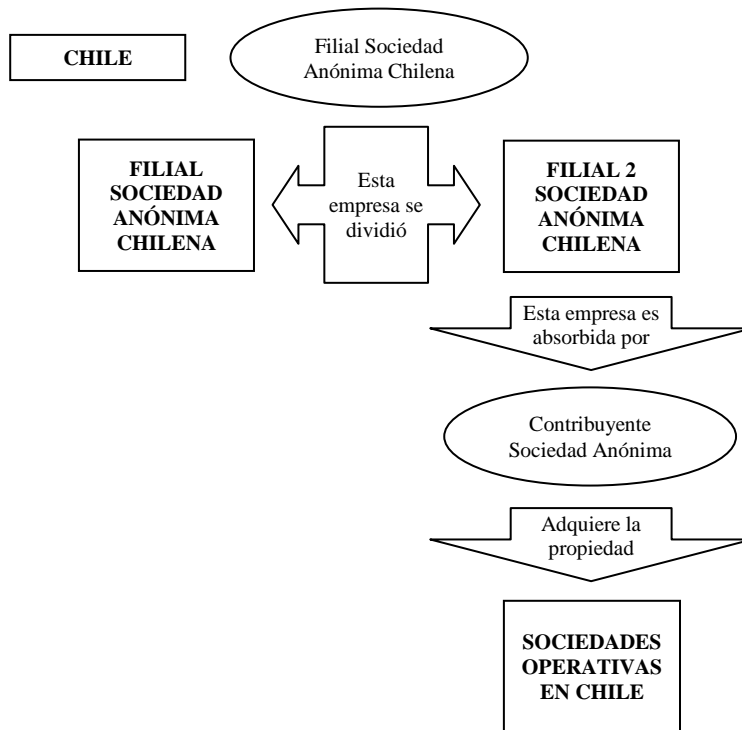 CHILE
Filial Sociedad
Anónima Chilena
FILIAL
SOCIEDAD
ANÓNIMA
CHILENA
Esta
empresa se
dividió
FILIAL 2
SOCIEDAD
ANÓNIMA
CHILENA
Esta empresa es
absorbida por
Contribuyente
Sociedad Anónima
Adquiere la
propiedad
SOCIEDADES
OPERATIVAS
EN CHILE